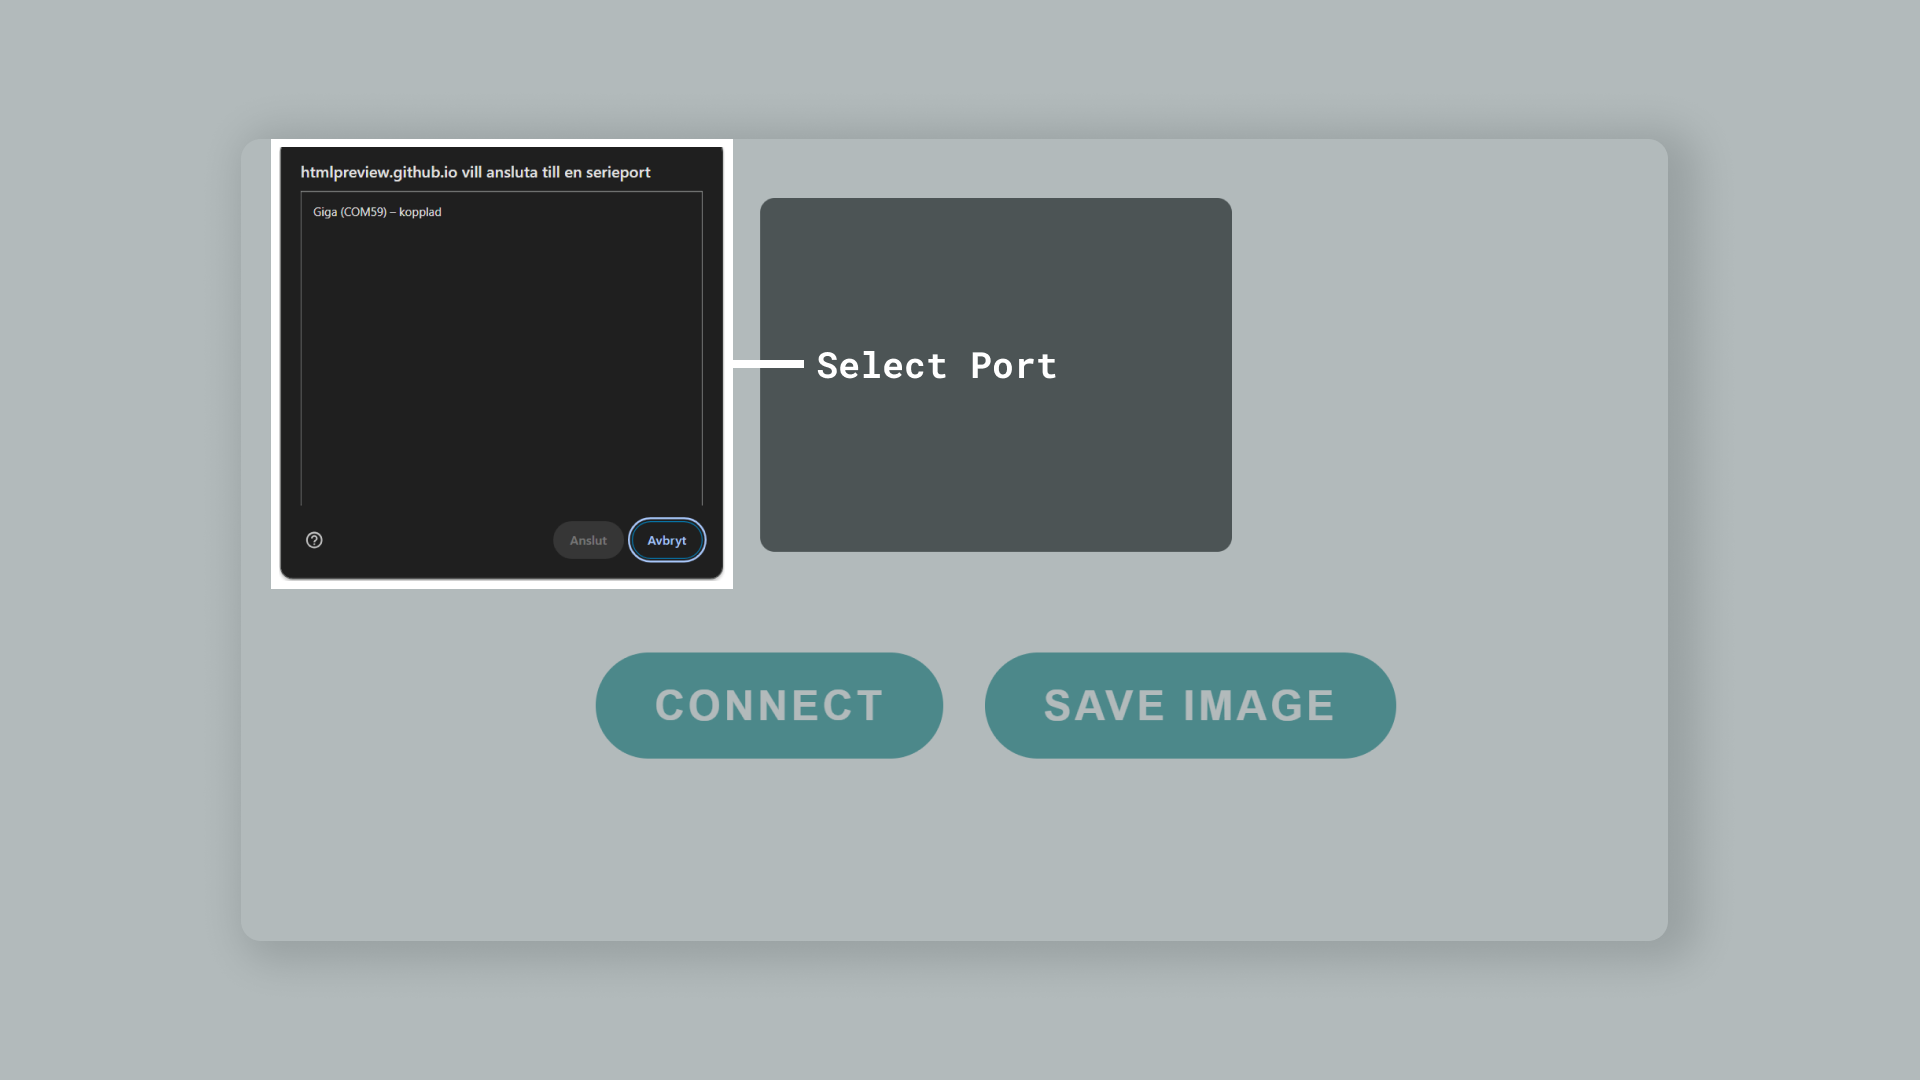 htmlpreview.github.io vill ansluta till en serieport
Giga (COM59) – kopplad
Select Port
Anslut
Avbryt
CONNECT
SAVE IMAGE